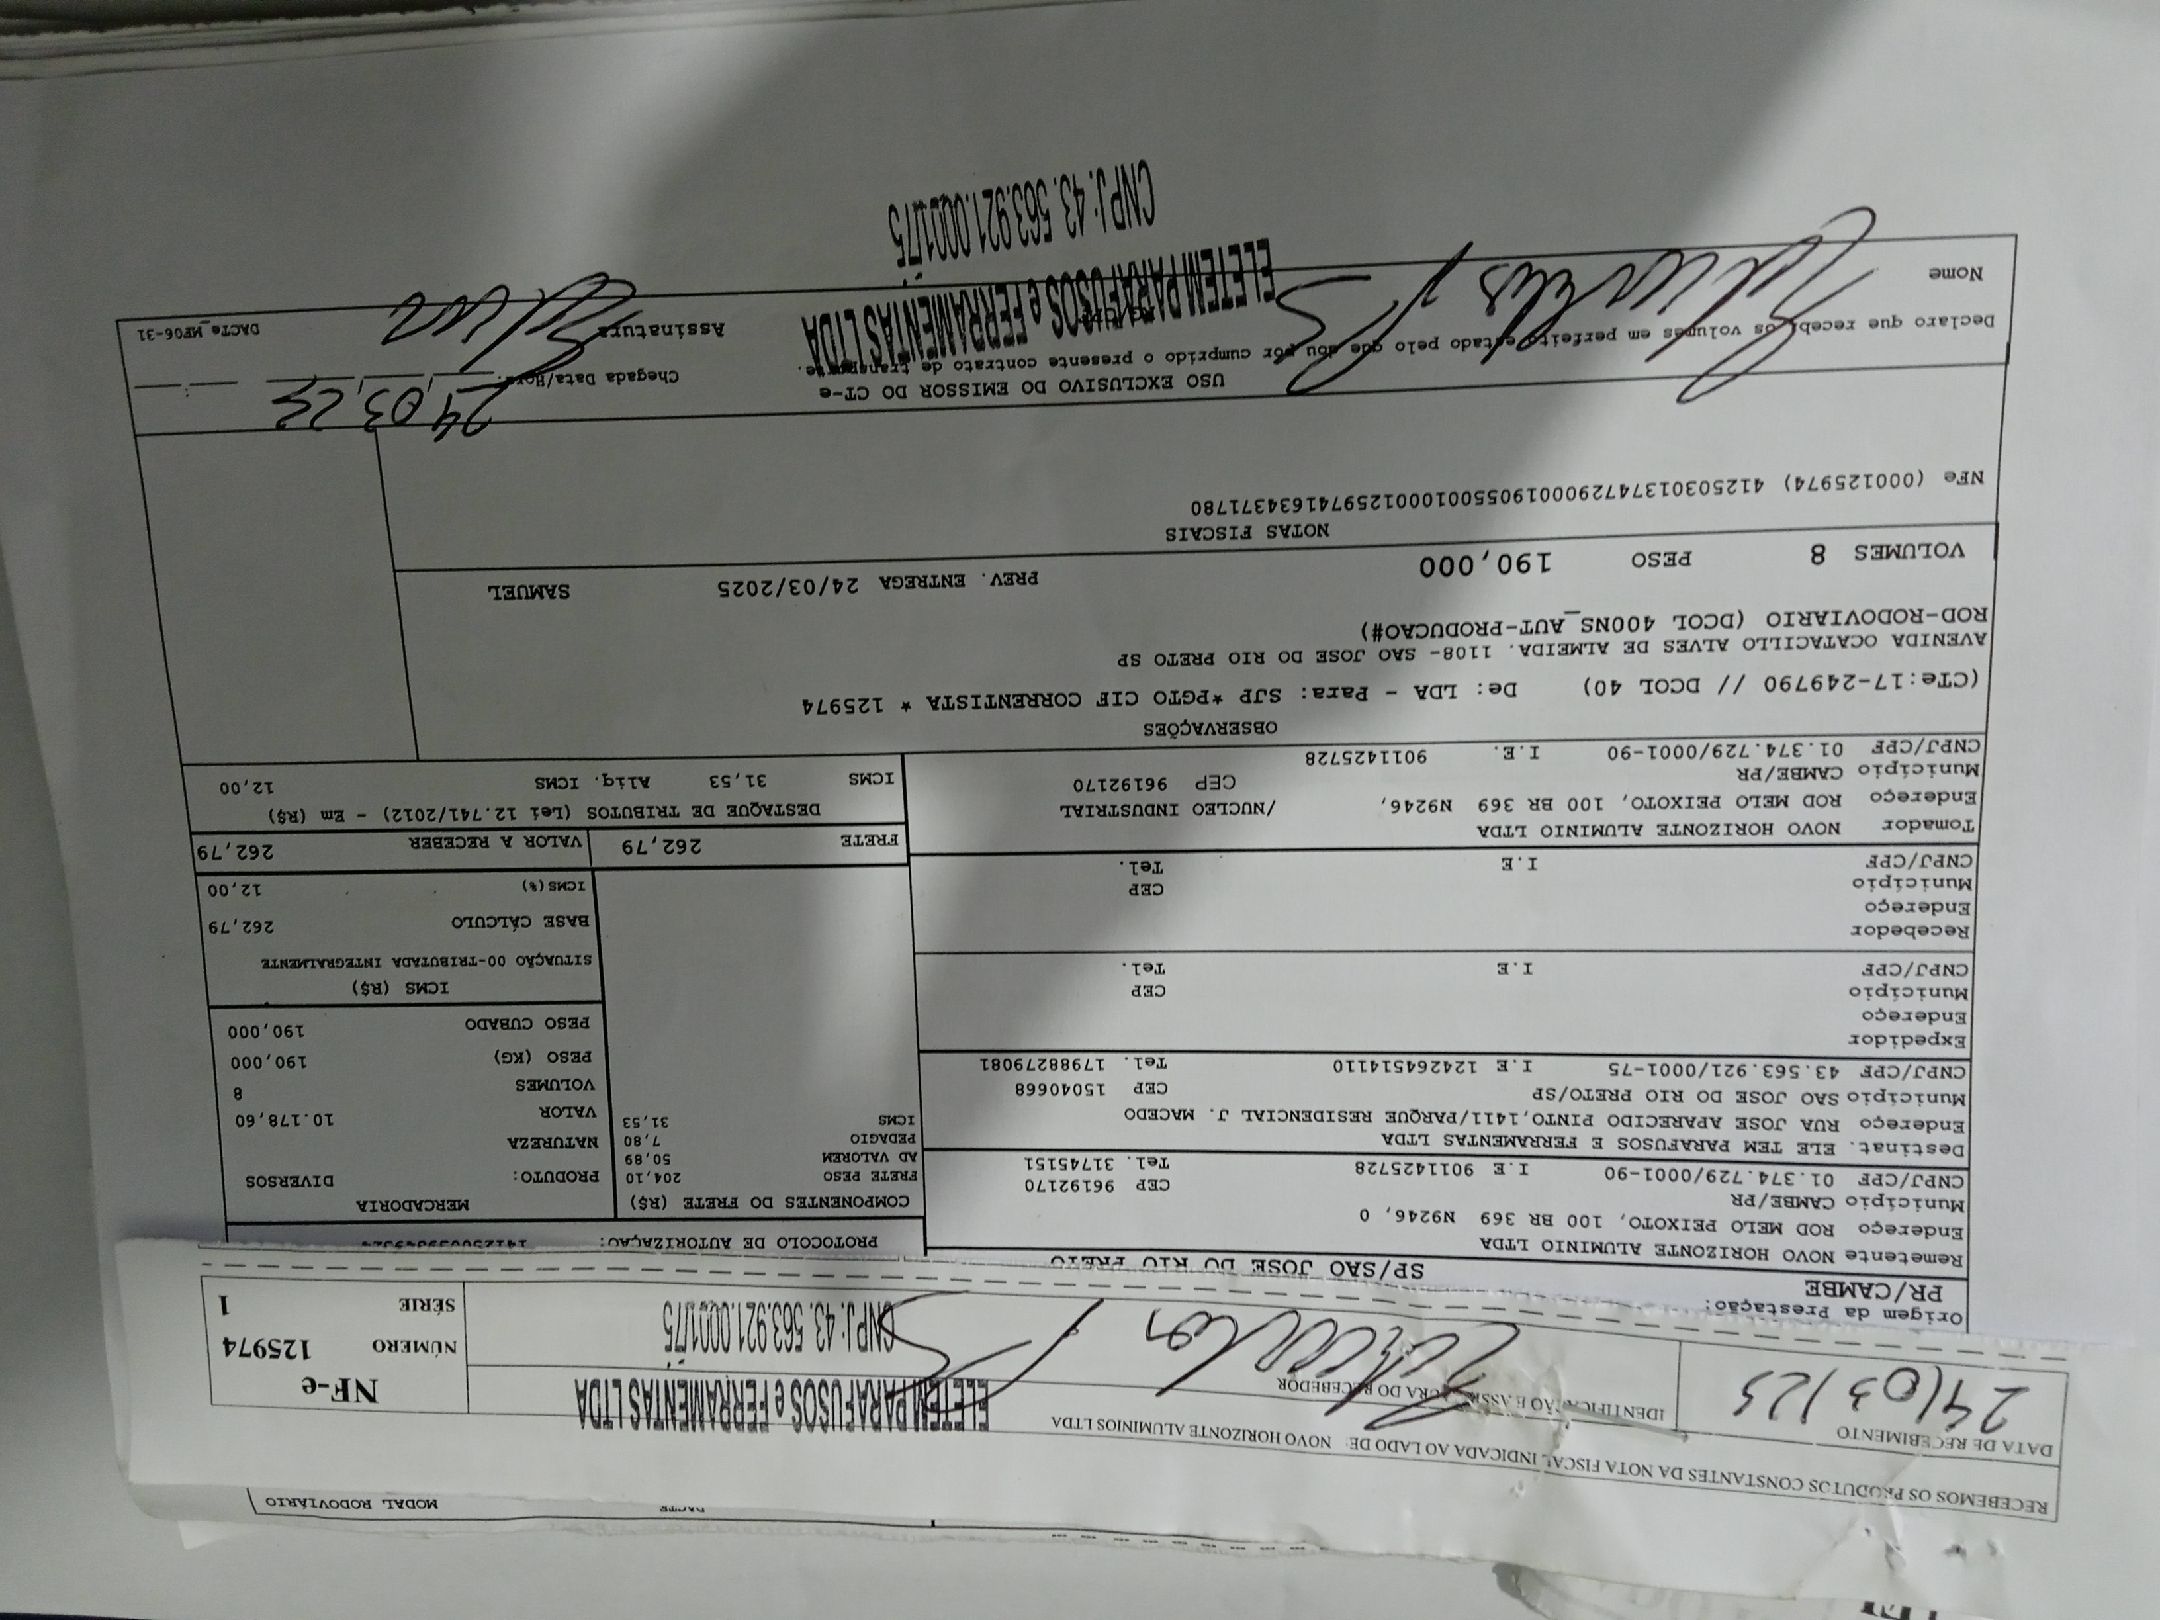 DACTE
MODAL RODOVIÁRIO
RECEBEMOS OS PRODUTOS CONSTANTES DA NOTA FISCAL INDICADA AO LADO DE NOVO HORIZONTE ALUMINIOS LTDA
NF-e
NÚMERO 125974
SÉRIE 1
DATA DE RECEBIMENTO
24/03/25
IDENTIFICAÇÃO E ASSINATURA DO RECEBEDOR
ELETEM PARAFUSOS e FERRAMENTAS LTDA
CNPJ: 43.563.921.0001/75
Origem da Prestação:
PR/CAMBE
SP/SAO JOSE DO RIO PRETO
PROTOCOLO DE AUTORIZAÇAO:
Remetente NOVO HORIZONTE ALUMINIO LTDA
Endereço ROD MELO PEIXOTO, 100 BR 369 N9246, 0
Município CAMBE/PR CEP 96192170
CNPJ/CPF 01.374.729/0001-90 I.E 9011425728 Tel. 31745151
Destinat. ELE TEM PARAFUSOS E FERRAMENTAS LTDA
Endereço RUA JOSE APARECIDO PINTO,1411/PARQUE RESIDENCIAL J. MACEDO
Município SAO JOSE DO RIO PRETO/SP CEP 15040668
CNPJ/CPF 43.563.921/0001-75 I.E 124264514110 Tel. 17988279081
Expedidor
Endereço
Município CEP
CNPJ/CPF I.E Tel.
Recebedor
Endereço
Município CEP
CNPJ/CPF I.E Tel.
Tomador NOVO HORIZONTE ALUMINIO LTDA
Endereço ROD MELO PEIXOTO, 100 BR 369 N9246, /NUCLEO INDUSTRIAL
Município CAMBE/PR CEP 96192170
CNPJ/CPF 01.374.729/0001-90 I.E. 9011425728
COMPONENTES DO FRETE (R$)
FRETE PESO 204,10
AD VALOREM 50,89
PEDAGIO 7,80
ICMS 31,53
MERCADORIA
PRODUTO: DIVERSOS
NATUREZA
VALOR 10.178,60
VOLUMES 8
PESO (KG) 190,000
PESO CUBADO 190,000
ICMS (R$)
SITUAÇÃO 00-TRIBUTADA INTEGRALMENTE
BASE CÁLCULO 262,79
ICMS(%) 12,00
FRETE 262,79 VALOR A RECEBER 262,79
DESTAQUE DE TRIBUTOS (Lei 12.741/2012) - Em (R$)
ICMS 31,53 Aliq. ICMS 12,00
OBSERVAÇÕES
(CTe:17-249790 // DCOL 40) De: LDA - Para: SJP *PGTO CIF CORRENTISTA * 125974
AVENIDA OCATACILLO ALVES DE ALMEIDA. 1108- SAO JOSE DO RIO PRETO SP
ROD-RODOVIARIO (DCOL 400NS_AUT-PRODUCAO#)
VOLUMES 8 PESO 190,000 PREV. ENTREGA 24/03/2025 SAMUEL
NOTAS FISCAIS
NFe (000125974) 41250301374729000190550010001259741634371780
USO EXCLUSIVO DO EMISSOR DO CT-e
Declaro que recebi os volumes em perfeito estado pelo que dou por cumprido o presente contrato de transporte.
Chegada Data/Hora:
24,03,25
Nome
Assinatura
DACTe_MF06-31
ELETEM PARAFUSOS e FERRAMENTAS LTDA
CNPJ: 43.563.921.0001/75